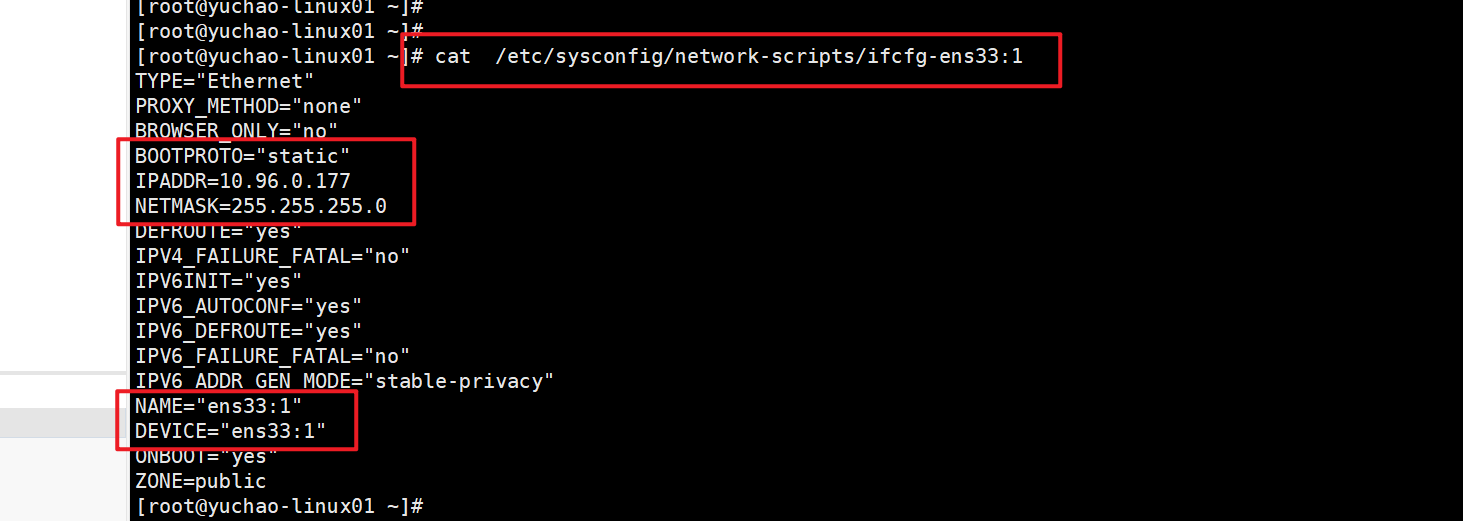 [root@yuchao-linux01 ~]#
[root@yuchao-linux01 ~]#
[root@yuchao-linux01 ~]# cat  /etc/sysconfig/network-scripts/ifcfg-ens33:1
TYPE="Ethernet"
PROXY_METHOD="none"
BROWSER_ONLY="no"
BOOTPROTO="static"
IPADDR=10.96.0.177
NETMASK=255.255.255.0
DEFROUTE="yes"
IPV4_FAILURE_FATAL="no"
IPV6INIT="yes"
IPV6_AUTOCONF="yes"
IPV6_DEFROUTE="yes"
IPV6_FAILURE_FATAL="no"
IPV6_ADDR_GEN_MODE="stable-privacy"
NAME="ens33:1"
DEVICE="ens33:1"
ONBOOT="yes"
ZONE=public
[root@yuchao-linux01 ~]#